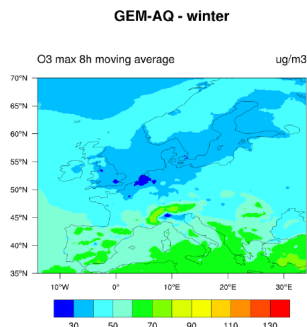 GEM-AQ - winter
O3 max 8h moving average ug/m3
70°N
65°N
60°N
55°N
50°N
45°N
40°N
35°N
10°W 0° 10°E 20°E 30°E
30 50 70 90 110 130